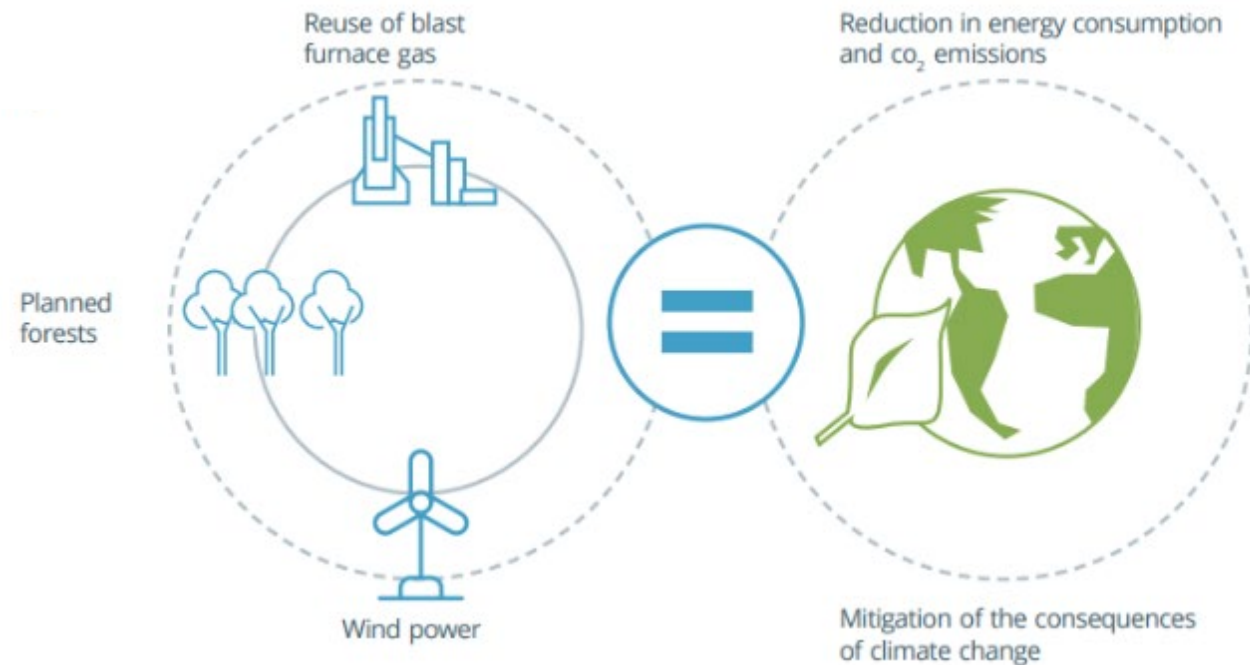 Reuse of blast
furnace gas
Reduction in energy consumption
and co₂ emissions
Planned
forests
Wind power
Mitigation of the consequences
of climate change